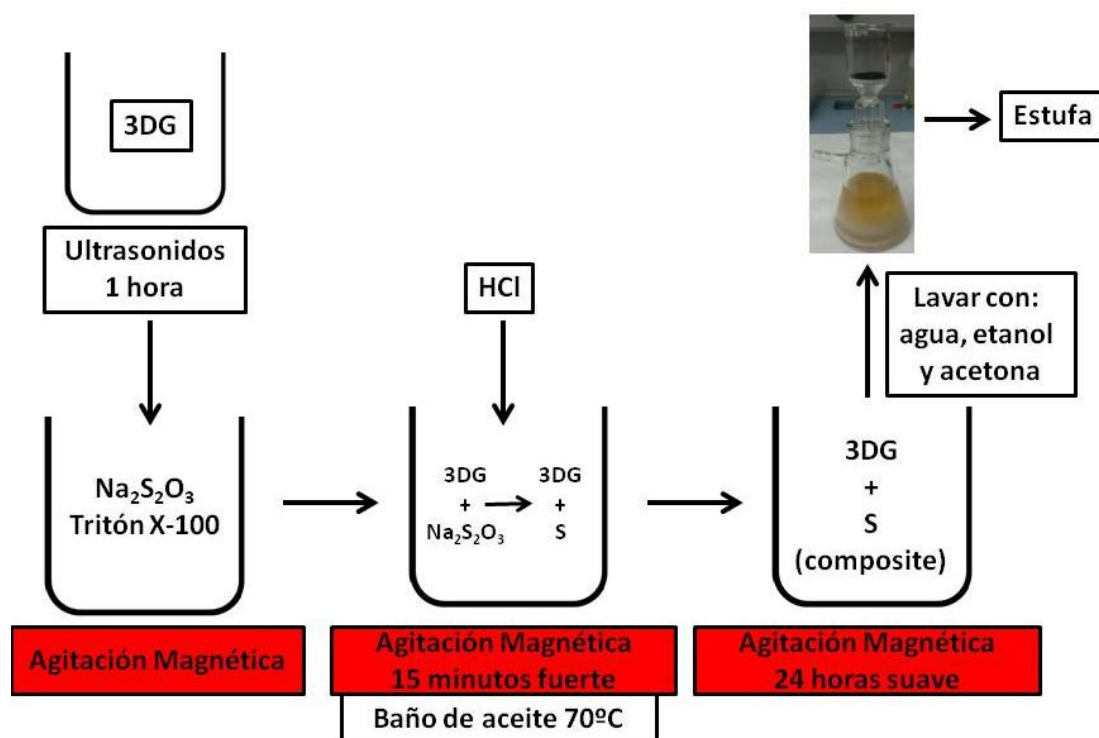 3DG
Ultrasonidos
1 hora
Na₂S₂O₃
Tritón X-100
Agitación Magnética
HCl
3DG
+
Na₂S₂O₃
3DG
+
S
Agitación Magnética
15 minutos fuerte
Baño de aceite 70ºC
3DG
+
S
(composite)
Agitación Magnética
24 horas suave
Lavar con:
agua, etanol
y acetona
Estufa